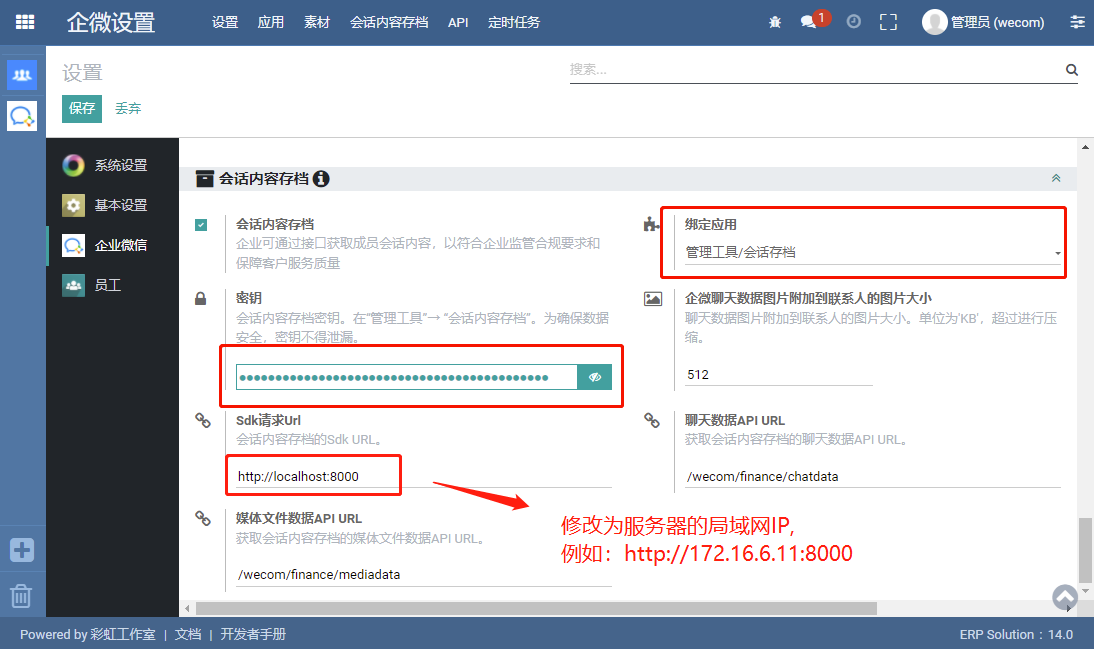 企微设置
设置 应用 素材 会话内容存档 API 定时任务
1
管理员 (wecom)
设置
搜索...
保存 丢弃
系统设置
基本设置
企业微信
员工
会话内容存档
会话内容存档
企业可通过接口获取成员会话内容，以符合企业监管合规要求和
保障客户服务质量
绑定应用
管理工具/会话存档
密钥
会话内容存档密钥。在“管理工具”→ “会话内容存档”。为确保数据
安全，密钥不得泄漏。
企微聊天数据图片附加到联系人的图片大小
聊天数据图片附加到联系人的图片大小。单位为'KB'，超过进行压
缩。
512
Sdk请求Url
会话内容存档的Sdk URL。
http://localhost:8000
聊天数据API URL
获取会话内容存档的聊天数据API URL。
/wecom/finance/chatdata
修改为服务器的局域网IP,
例如：http://172.16.6.11:8000
媒体文件数据API URL
获取会话内容存档的媒体文件数据API URL。
/wecom/finance/mediadata
Powered by 彩虹工作室 | 文档 | 开发者手册
ERP Solution：14.0